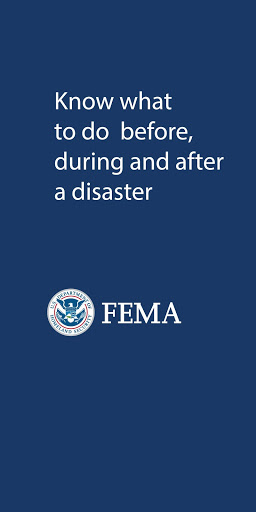 Know what
to do  before,
during and after
a disaster
U.S. DEPARTMENT OF
HOMELAND SECURITY
FEMA